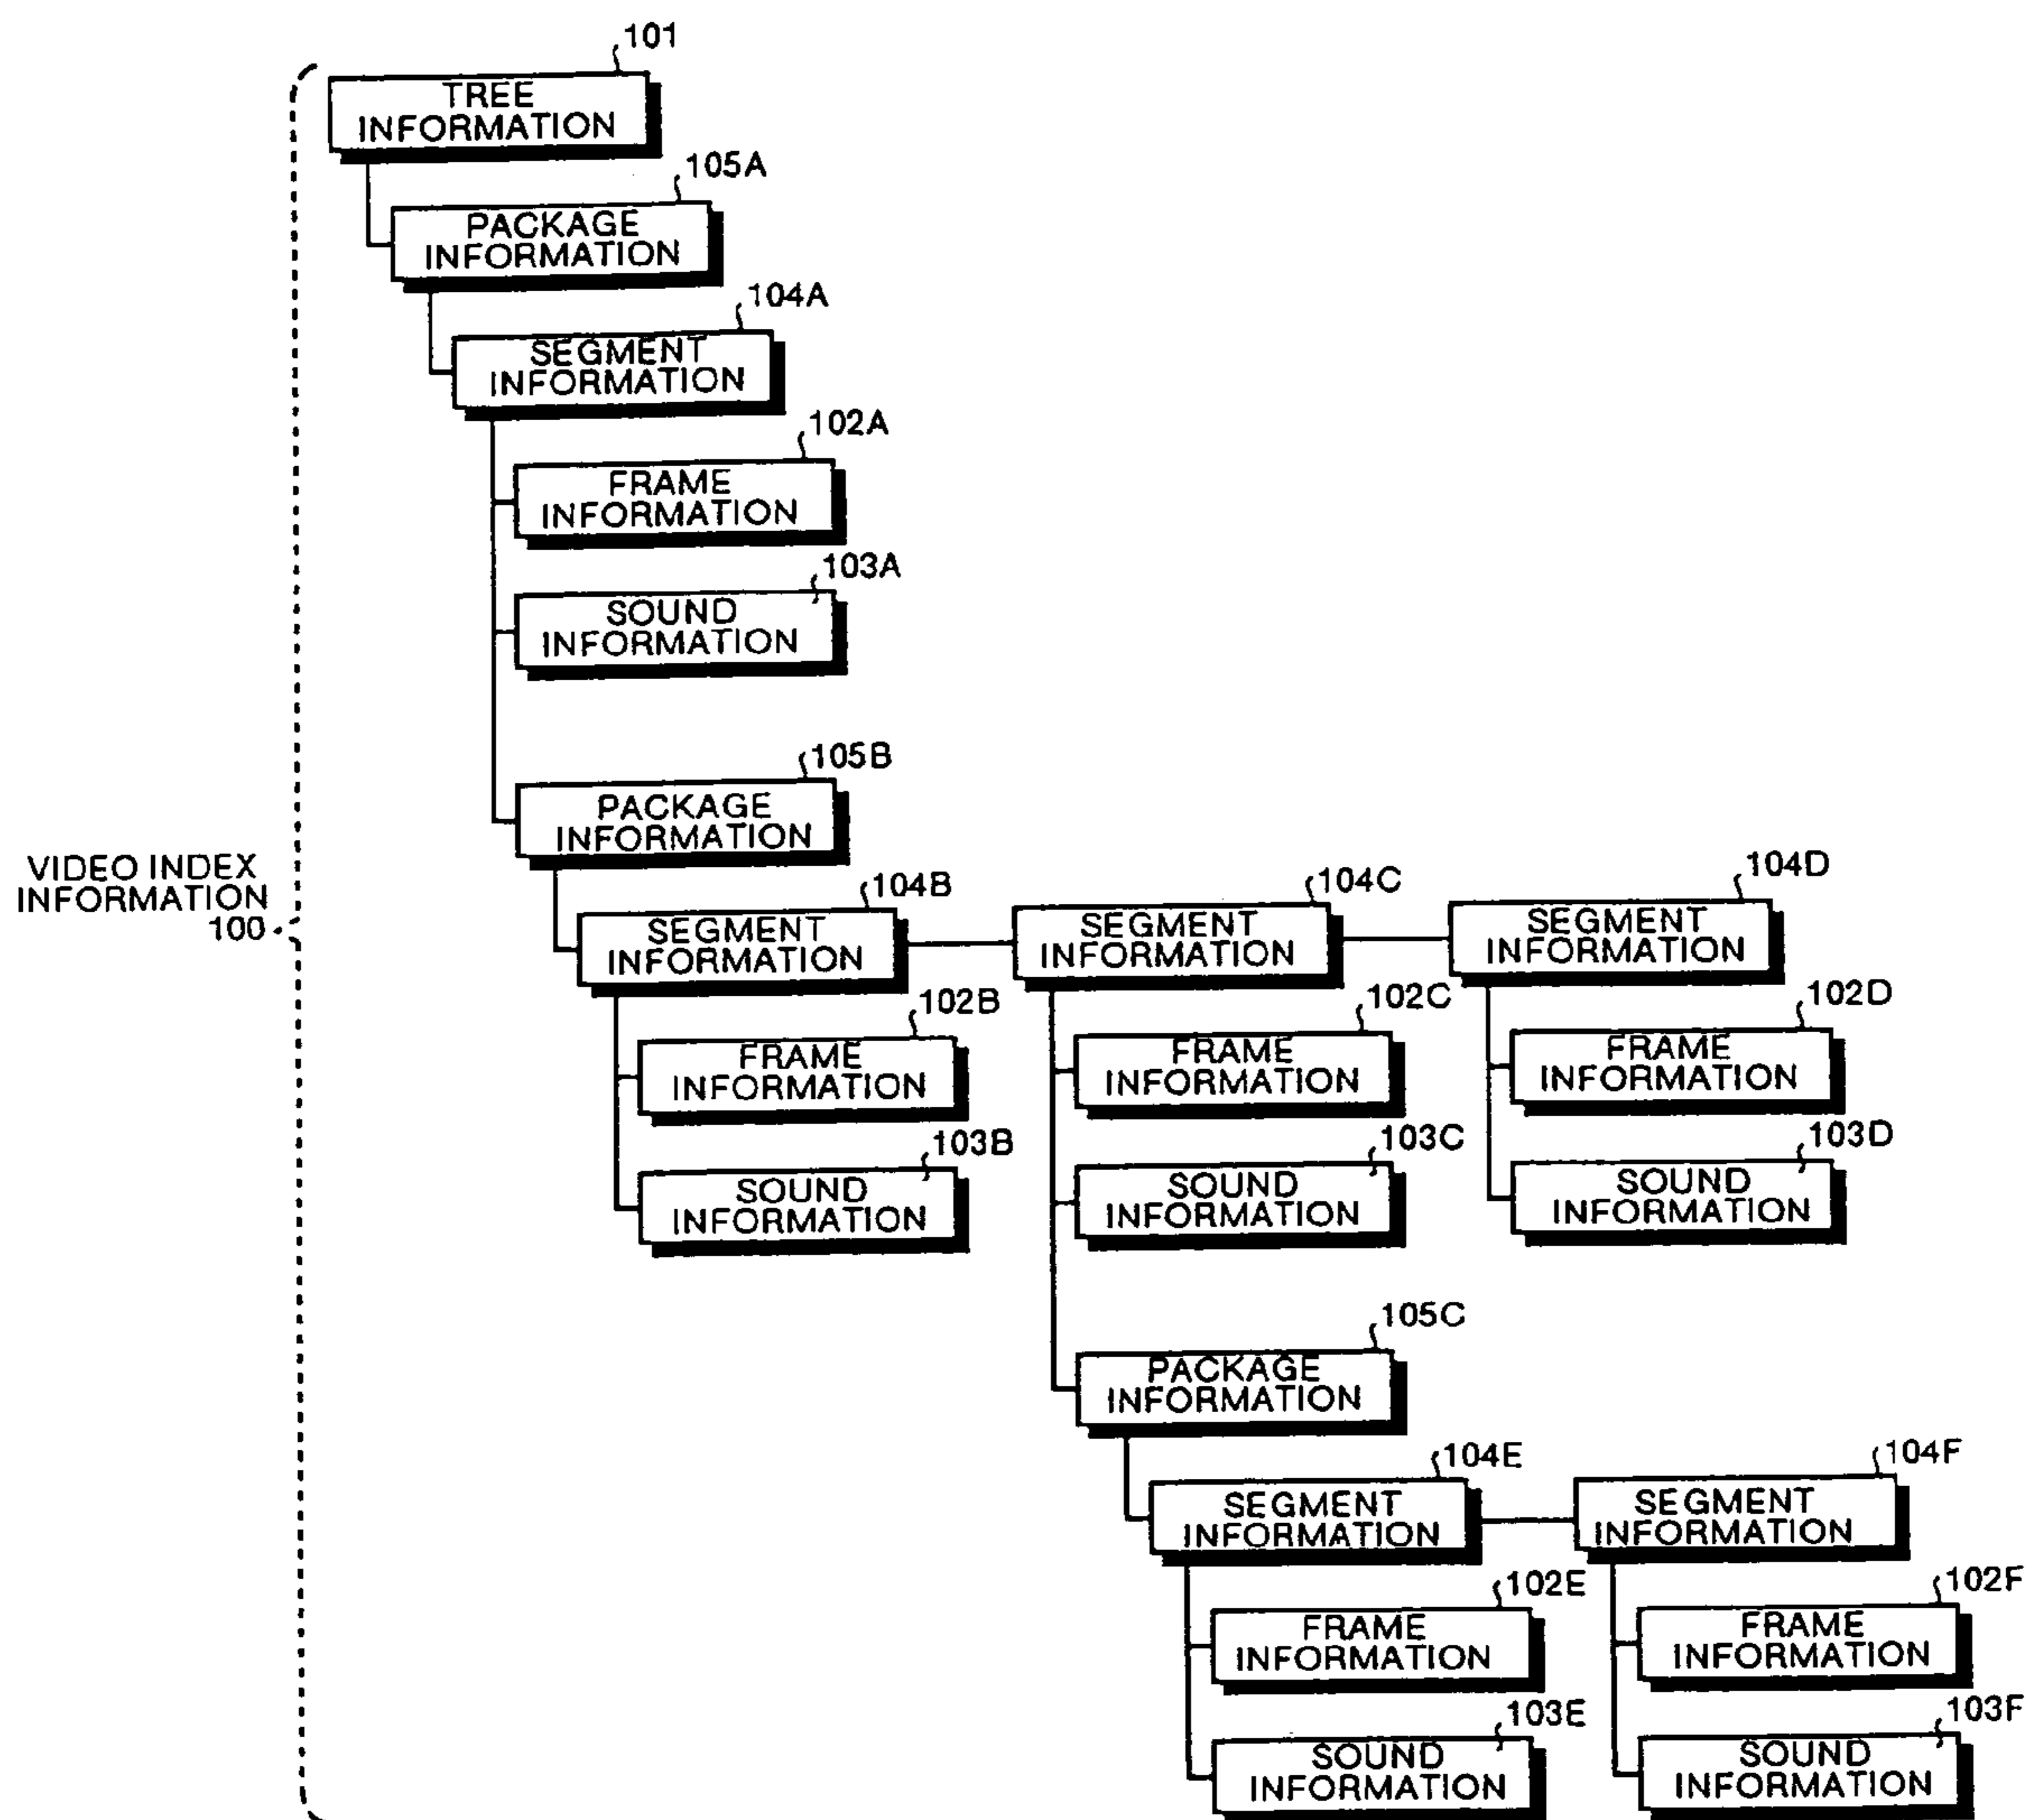 101
TREE
INFORMATION
105A
PACKAGE
INFORMATION
104A
SEGMENT
INFORMATION
102A
FRAME
INFORMATION
103A
SOUND
INFORMATION
105B
PACKAGE
INFORMATION
VIDEO INDEX
INFORMATION
100
104B
SEGMENT
INFORMATION
104C
SEGMENT
INFORMATION
104D
SEGMENT
INFORMATION
102B
FRAME
INFORMATION
102C
FRAME
INFORMATION
102D
FRAME
INFORMATION
103B
SOUND
INFORMATION
103C
SOUND
INFORMATION
103D
SOUND
INFORMATION
105C
PACKAGE
INFORMATION
104E
SEGMENT
INFORMATION
104F
SEGMENT
INFORMATION
102E
FRAME
INFORMATION
102F
FRAME
INFORMATION
103E
SOUND
INFORMATION
103F
SOUND
INFORMATION